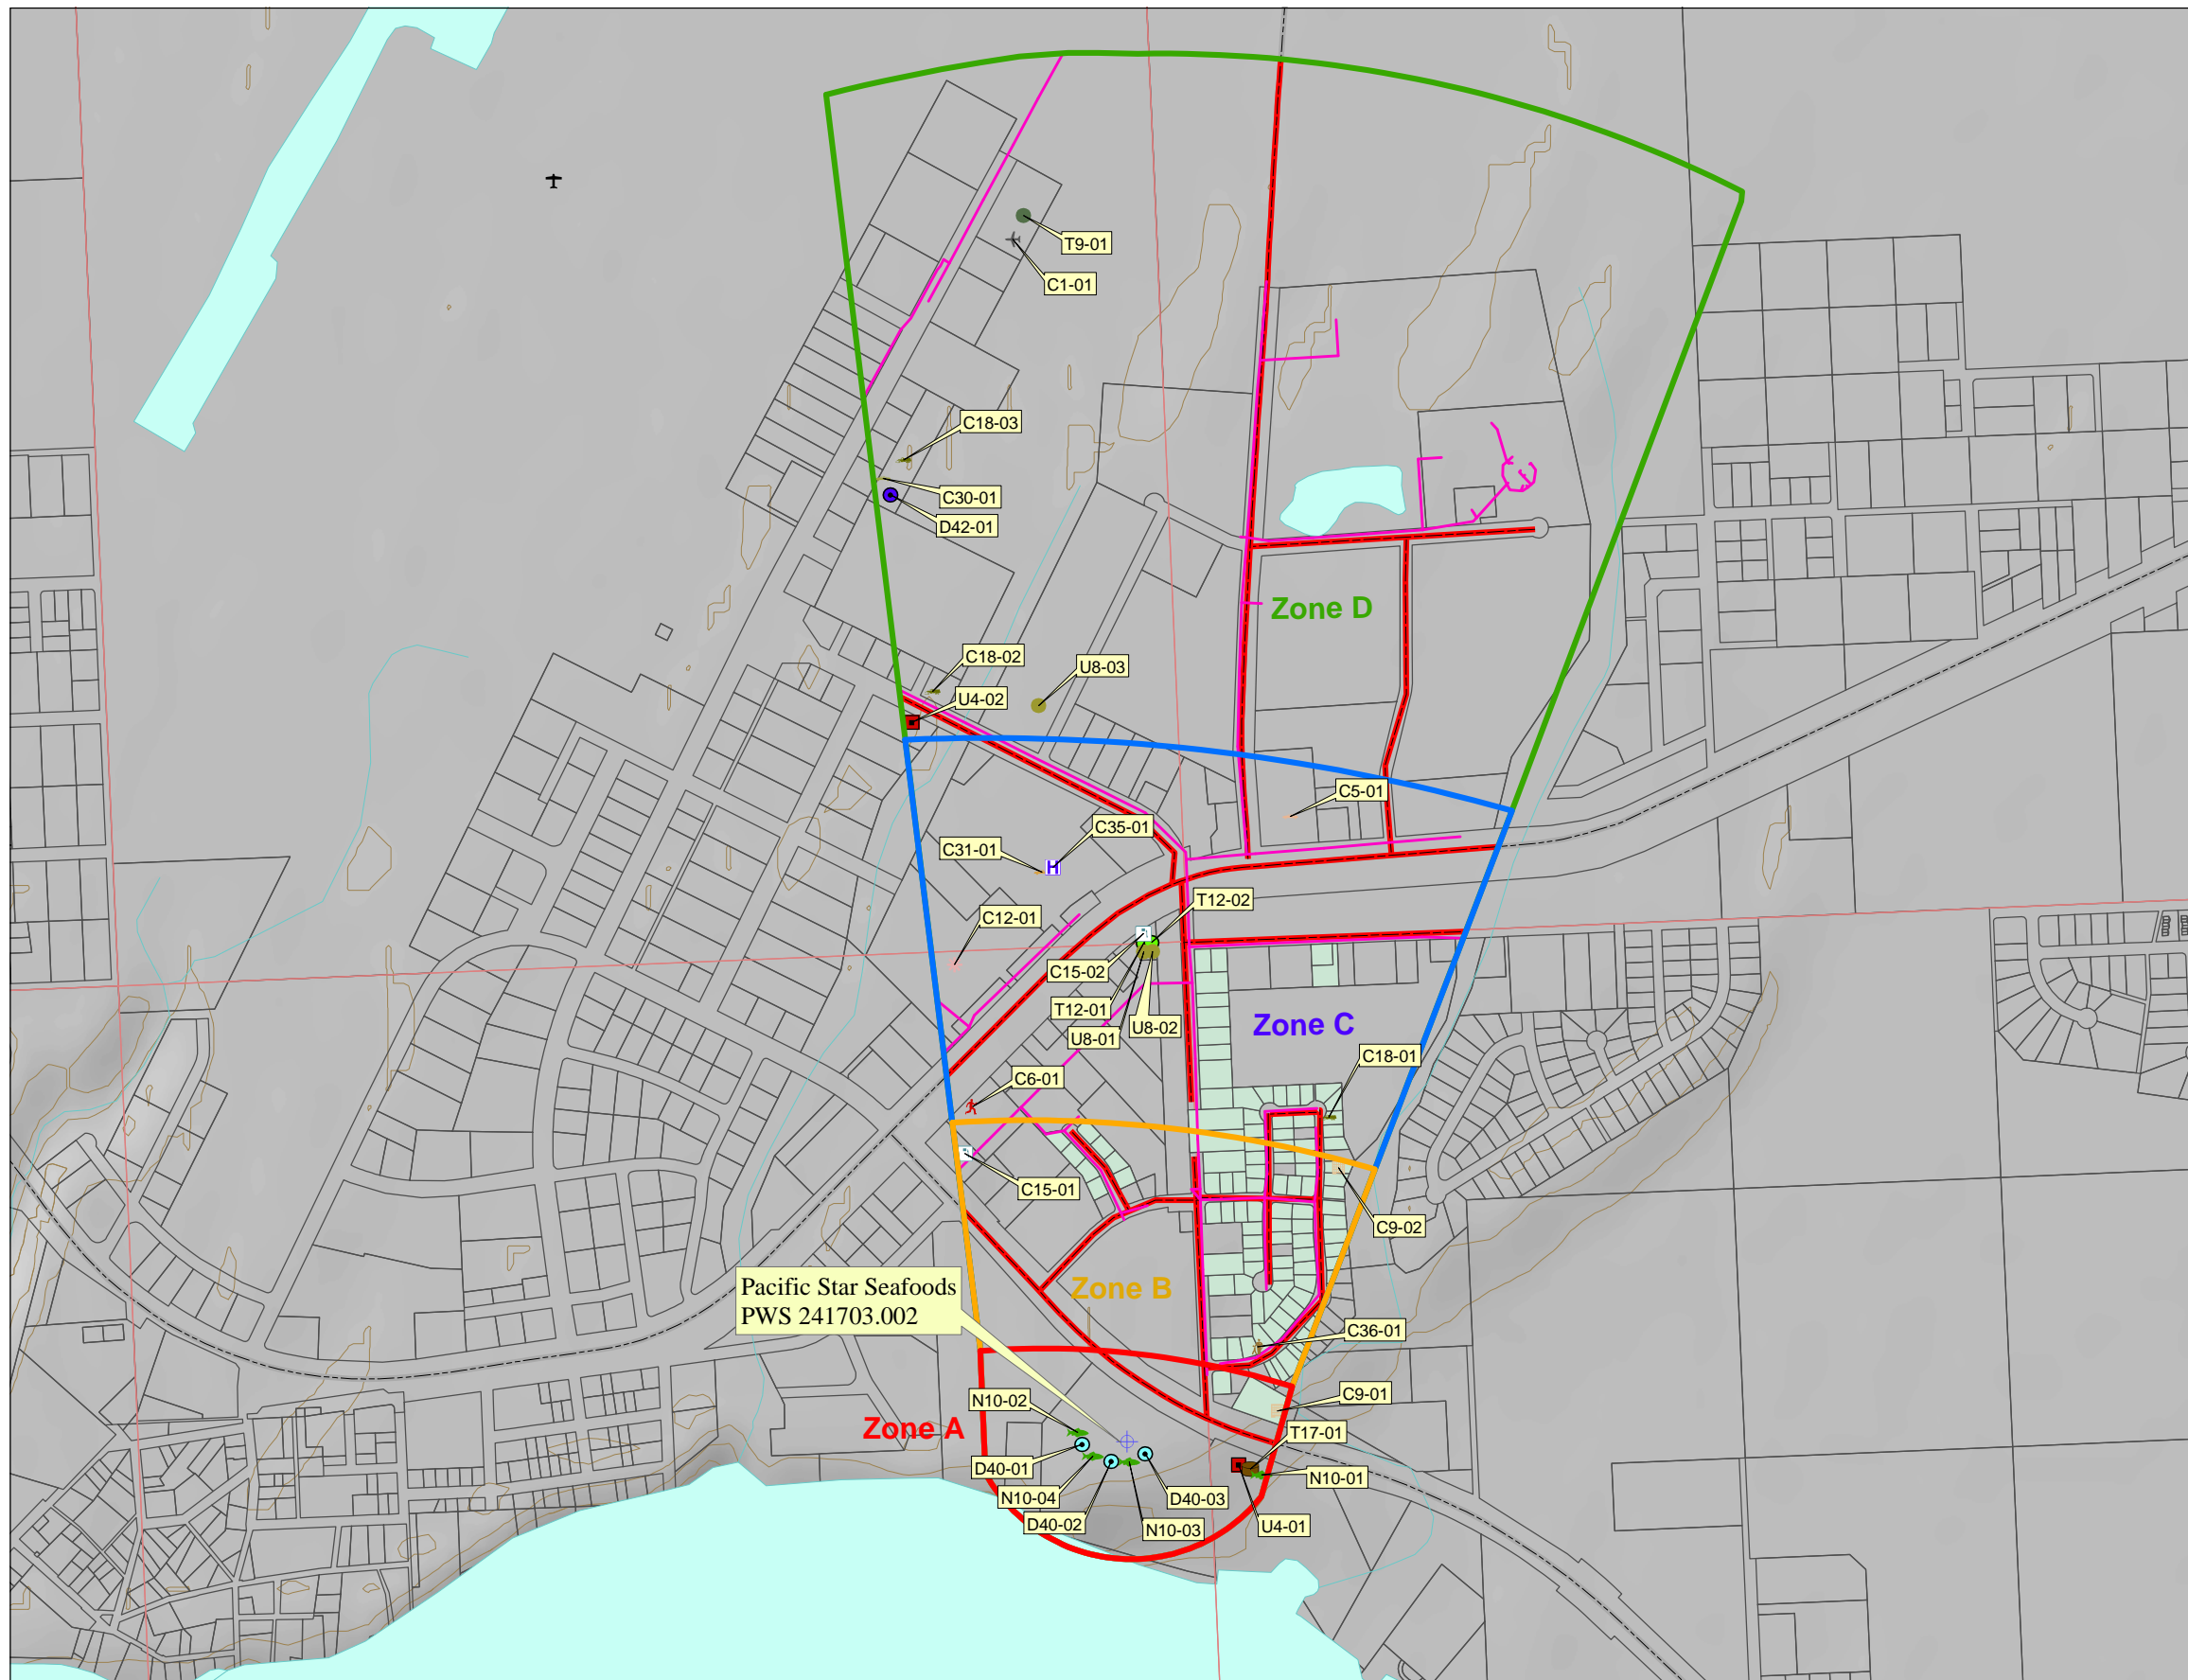 T9-01
C1-01
C18-03
C30-01
D42-01
Zone D
C18-02
U8-03
U4-02
C5-01
C35-01
C31-01
H
T12-02
C12-01
C15-02
T12-01
U8-02
U8-01
Zone C
C18-01
C6-01
C15-01
C9-02
Pacific Star Seafoods
PWS 241703.002
Zone B
C36-01
C9-01
N10-02
Zone A
T17-01
D40-01
N10-01
N10-04
D40-03
D40-02
N10-03
U4-01